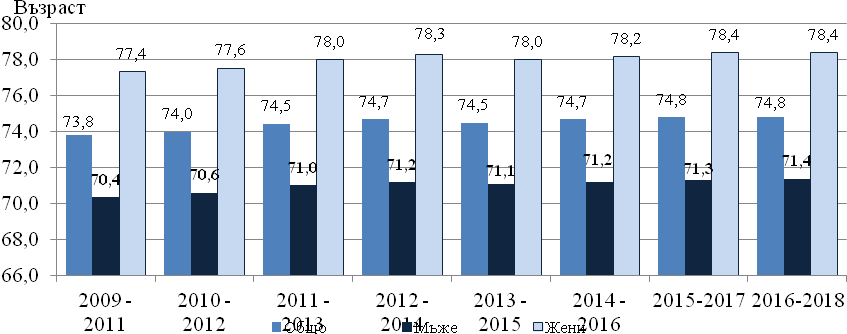 Възраст
80,0
78,0
76,0
74,0
72,0
70,0
68,0
66,0
73,8 70,4 77,4
74,0 70,6 77,6
74,5 71,0 78,0
74,7 71,2 78,3
74,5 71,1 78,0
74,7 71,2 78,2
74,8 71,3 78,4
74,8 71,4 78,4
2009 - 2010 - 2011 - 2012 - 2013 - 2014 - 2015-2017 2016-2018
2011 2012 2013 2014 2015 2016
Общо Мъже Жени